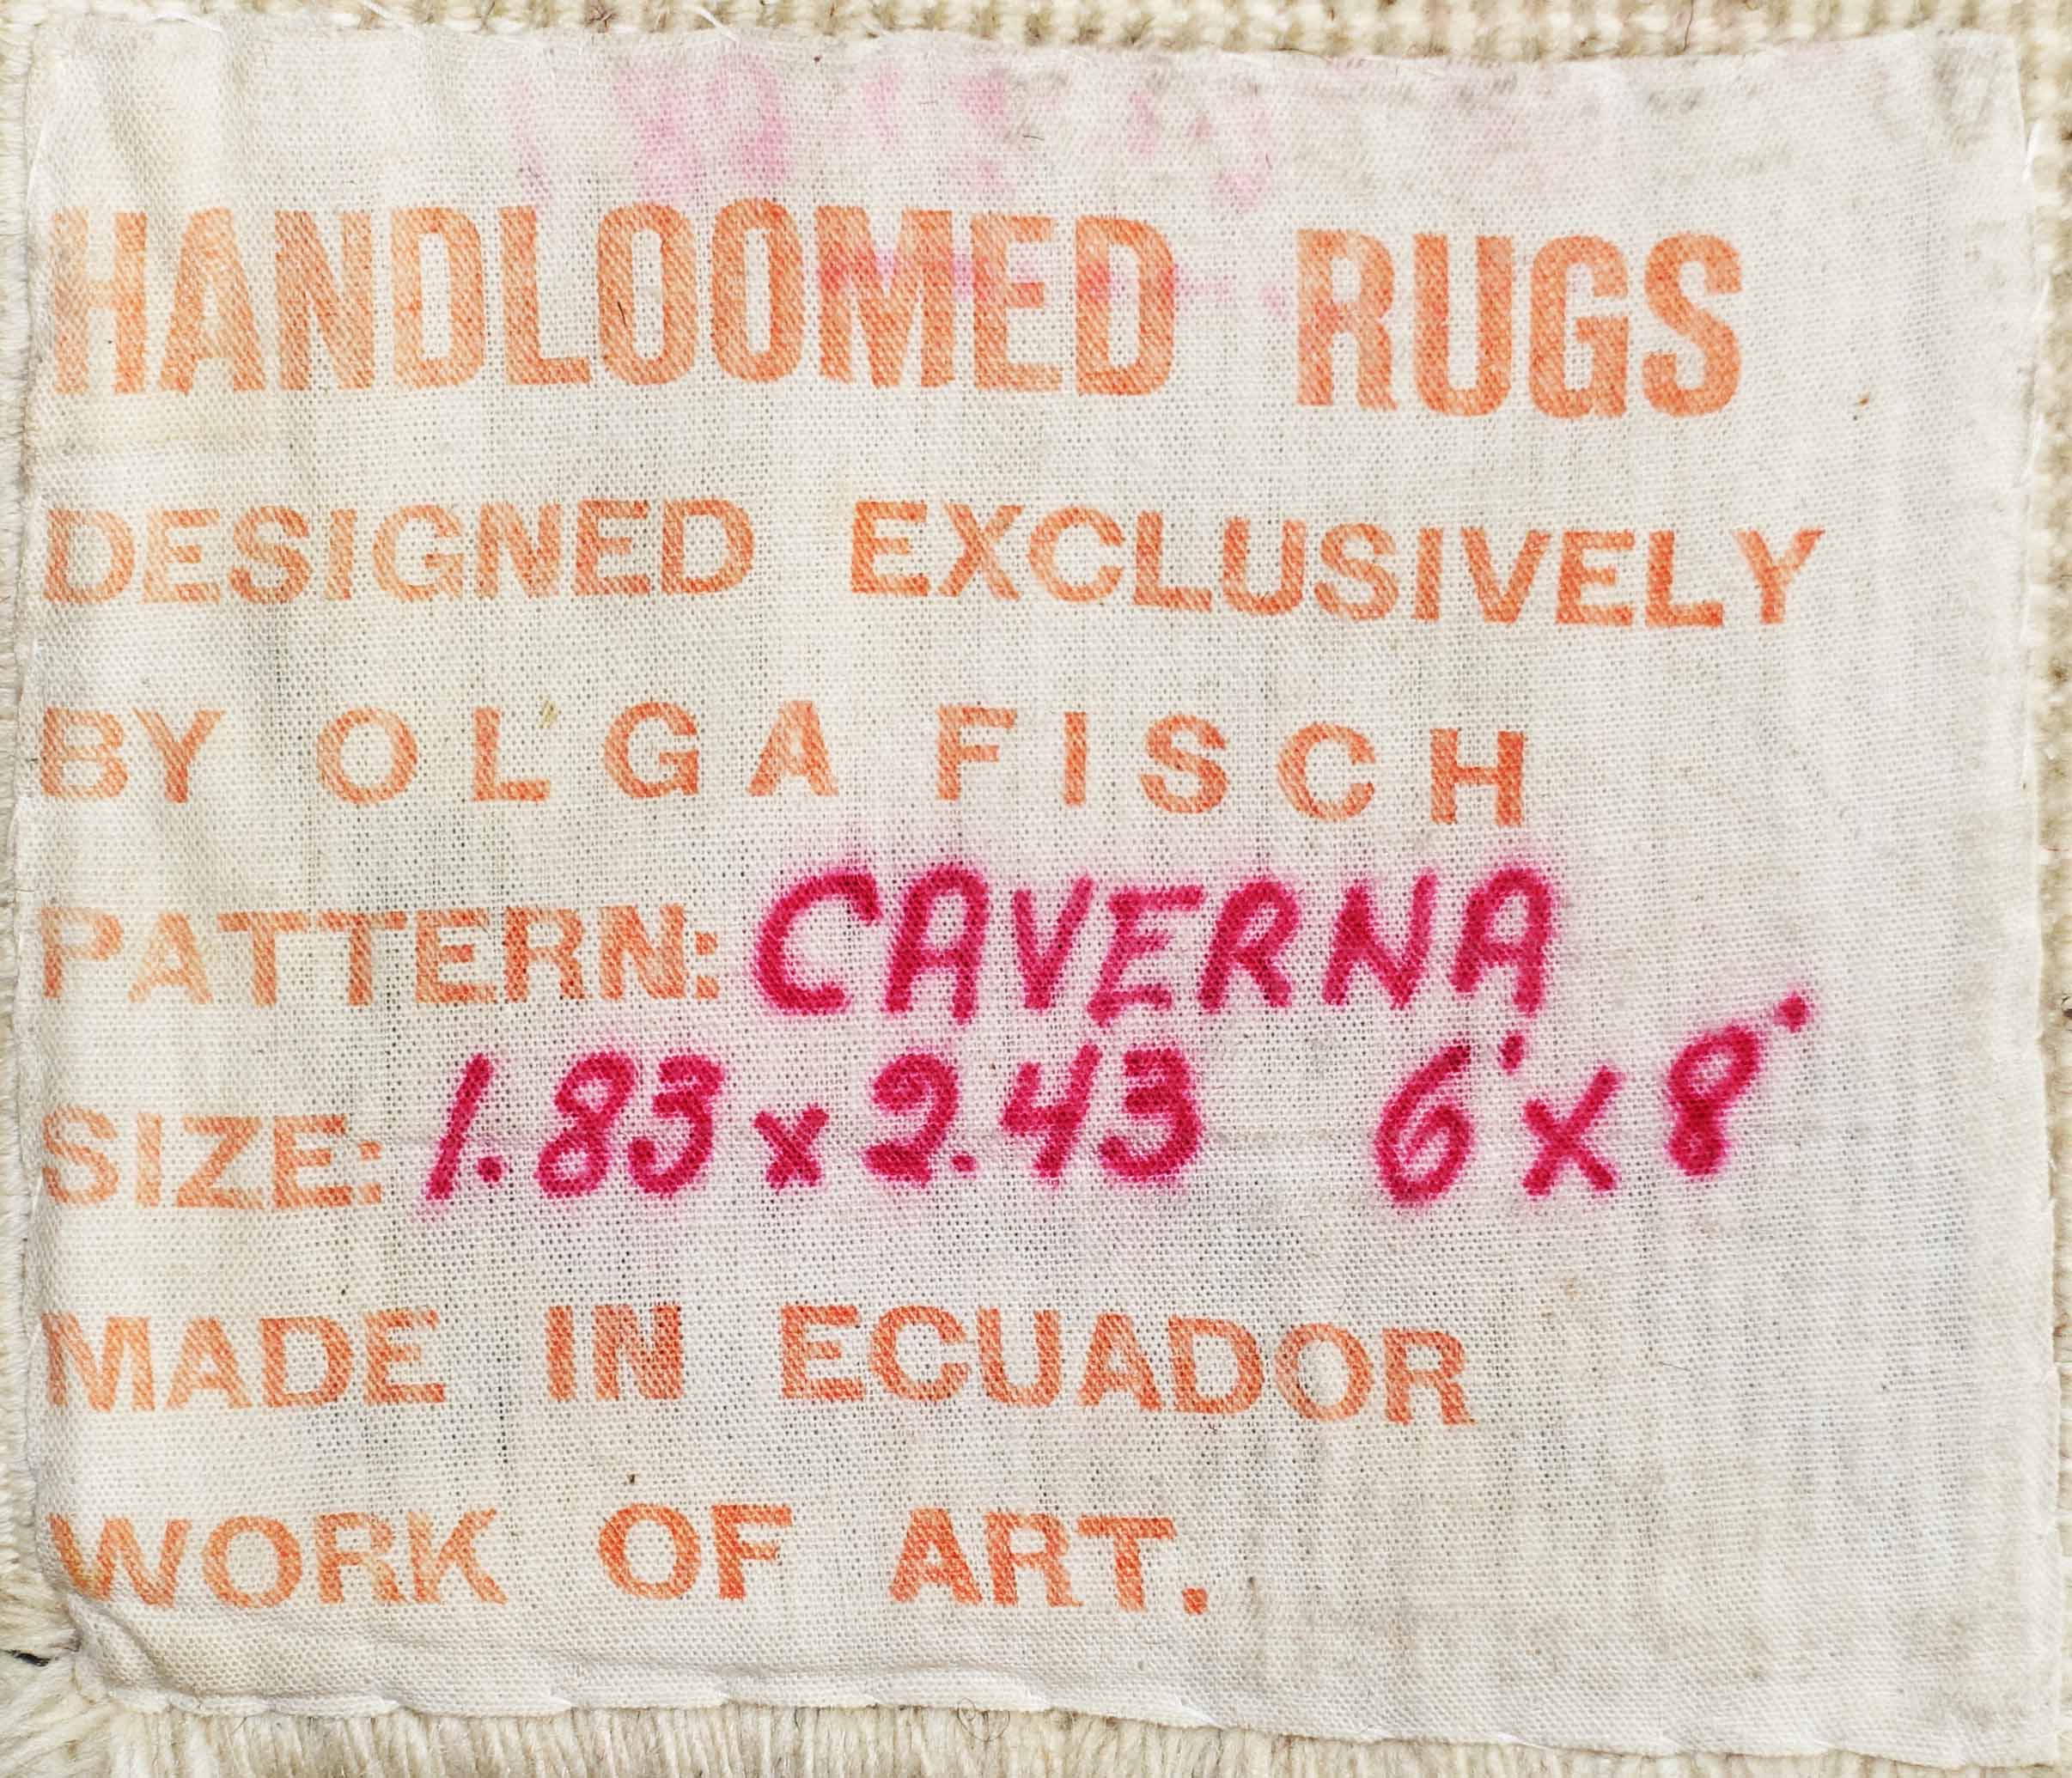 HANDLOOMED RUGS
DESIGNED EXCLUSIVELY
BY OLGA FISCH
PATTERN: CAVERNA
SIZE: 1.83 x 2.43 6' x 8'
MADE IN ECUADOR
WORK OF ART.